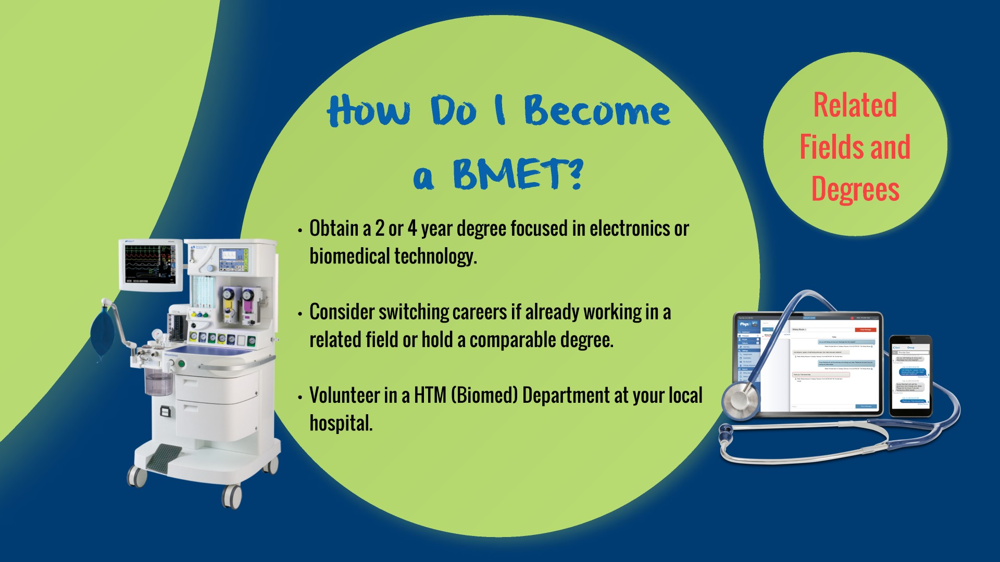 How Do I Become
a BMET?
• Obtain a 2 or 4 year degree focused in electronics or
biomedical technology.
• Consider switching careers if already working in a
related field or hold a comparable degree.
• Volunteer in a HTM (Biomed) Department at your local
hospital.
Related
Fields and
Degrees